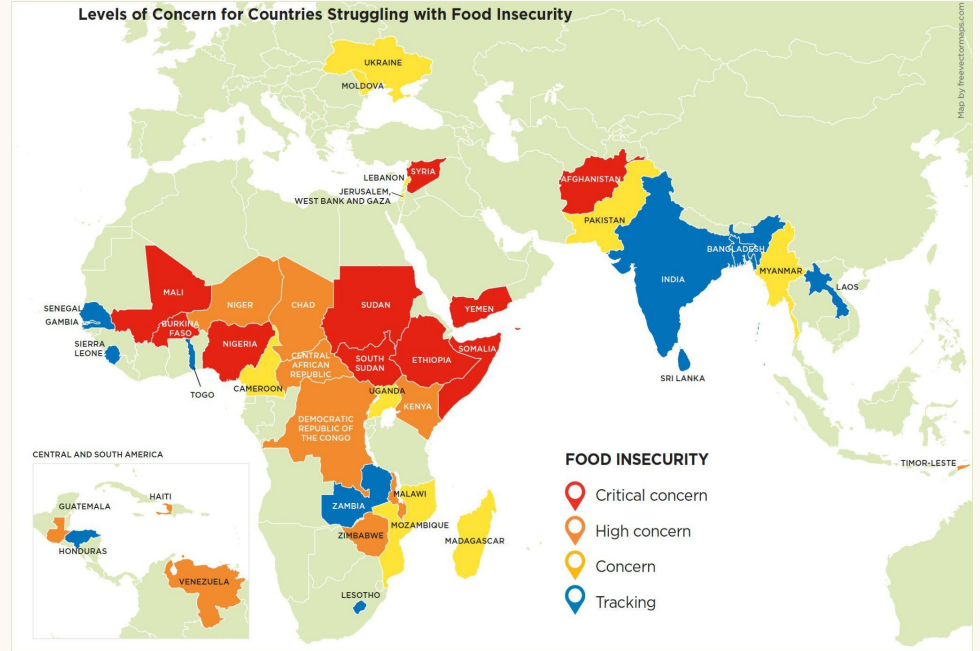 Levels of Concern for Countries Struggling with Food Insecurity
Map by freevectormaps.com
UKRAINE
MOLDOVA
LEBANON
SYRIA
JERUSALEM,
WEST BANK AND GAZA
AFGHANISTAN
PAKISTAN
BANGLADESH
INDIA
MYANMAR
LAOS
SRI LANKA
MALI
NIGER
CHAD
SUDAN
YEMEN
SENEGAL
GAMBIA
BURKINA
FASO
SIERRA
LEONE
NIGERIA
TOGO
CAMEROON
CENTRAL
AFRICAN
REPUBLIC
SOUTH
SUDAN
ETHIOPIA
SOMALIA
UGANDA
KENYA
DEMOCRATIC
REPUBLIC OF
THE CONGO
ZAMBIA
MALAWI
MOZAMBIQUE
ZIMBABWE
MADAGASCAR
LESOTHO
TIMOR-LESTE
CENTRAL AND SOUTH AMERICA
GUATEMALA
HAITI
HONDURAS
VENEZUELA
FOOD INSECURITY
Critical concern
High concern
Concern
Tracking